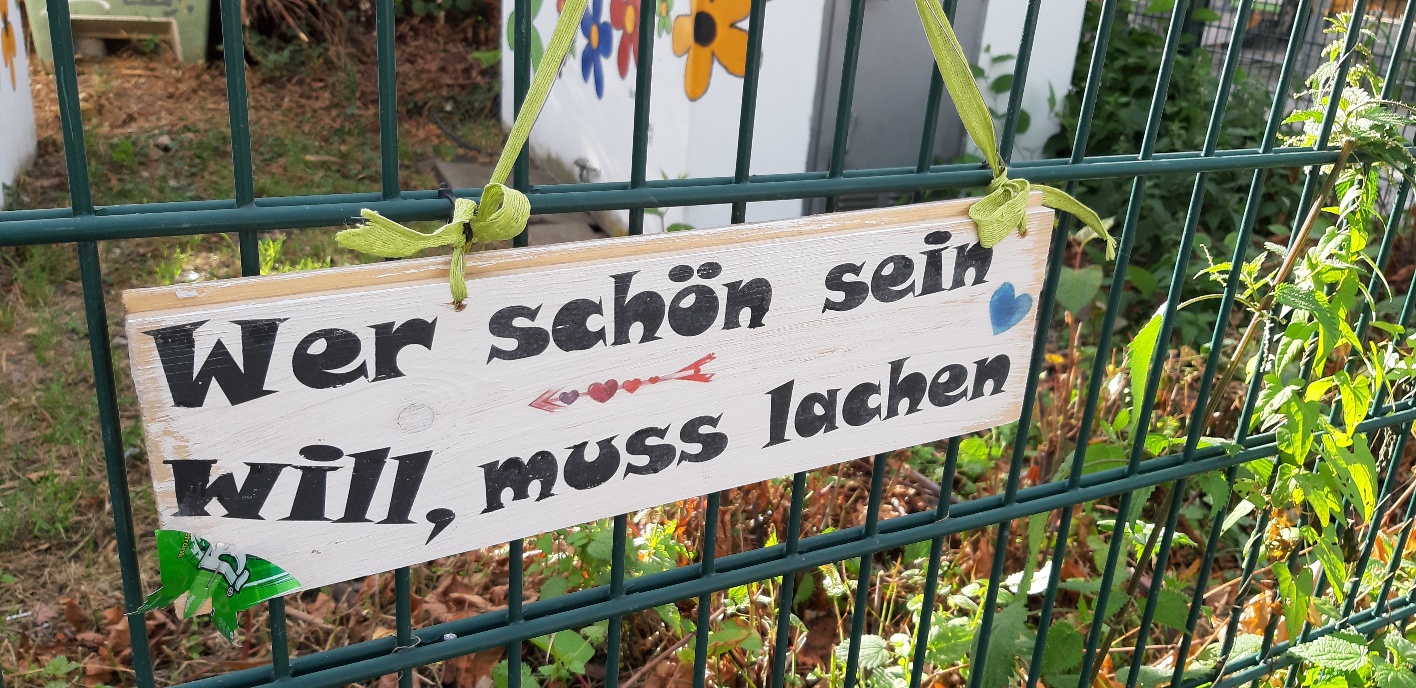 Wer schön sein
will, muss lachen